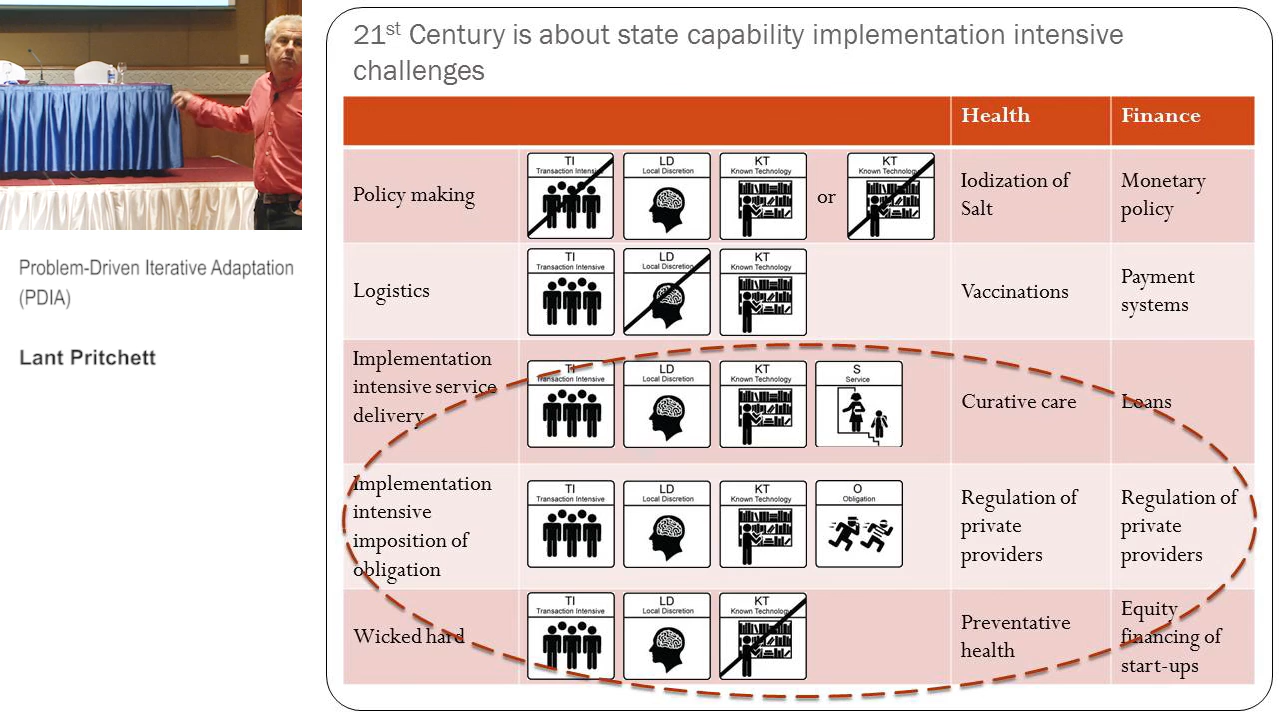 21st Century is about state capability implementation intensive
challenges
Problem-Driven Iterative Adaptation
(PDIA)
Lant Pritchett
Health
Finance
Policy making
TI
Transaction Intensive
LD
Local Discretion
KT
Known Technology
or
KT
Known Technology
Iodization of
Salt
Monetary
policy
Logistics
TI
Transaction Intensive
LD
Local Discretion
KT
Known Technology
Vaccinations
Payment
systems
Implementation
intensive service
delivery
TI
Transaction Intensive
LD
Local Discretion
KT
Known Technology
S
Service
Curative care
Loans
Implementation
intensive
imposition of
obligation
TI
Transaction Intensive
LD
Local Discretion
KT
Known Technology
O
Obligation
Regulation of
private
providers
Regulation of
private
providers
Wicked hard
TI
Transaction Intensive
LD
Local Discretion
KT
Known Technology
Preventative
health
Equity
financing of
start-ups